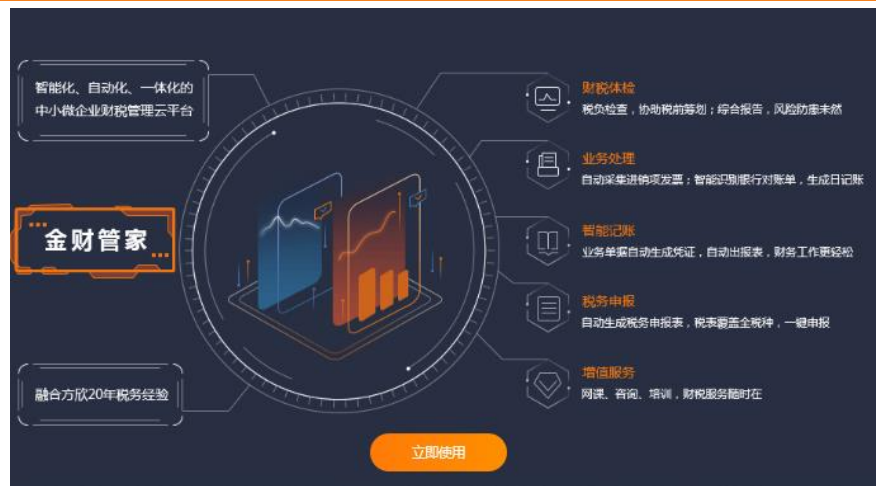 智能化、自动化、一体化的
中小微企业财税管理云平台
金财管家
融合方欣20年税务经验
财税体检
税负检查，协助税前筹划；综合报告，风险防患未然
业务处理
自动采集进销项发票；智能识别银行对账单，生成日记账
智能记账
业务单据自动生成凭证，自动出报表，财务工作更轻松
税务申报
自动生成税务申报表，税表覆盖全税种，一键申报
增值服务
网课、咨询、培训，财税服务随时在
立即使用